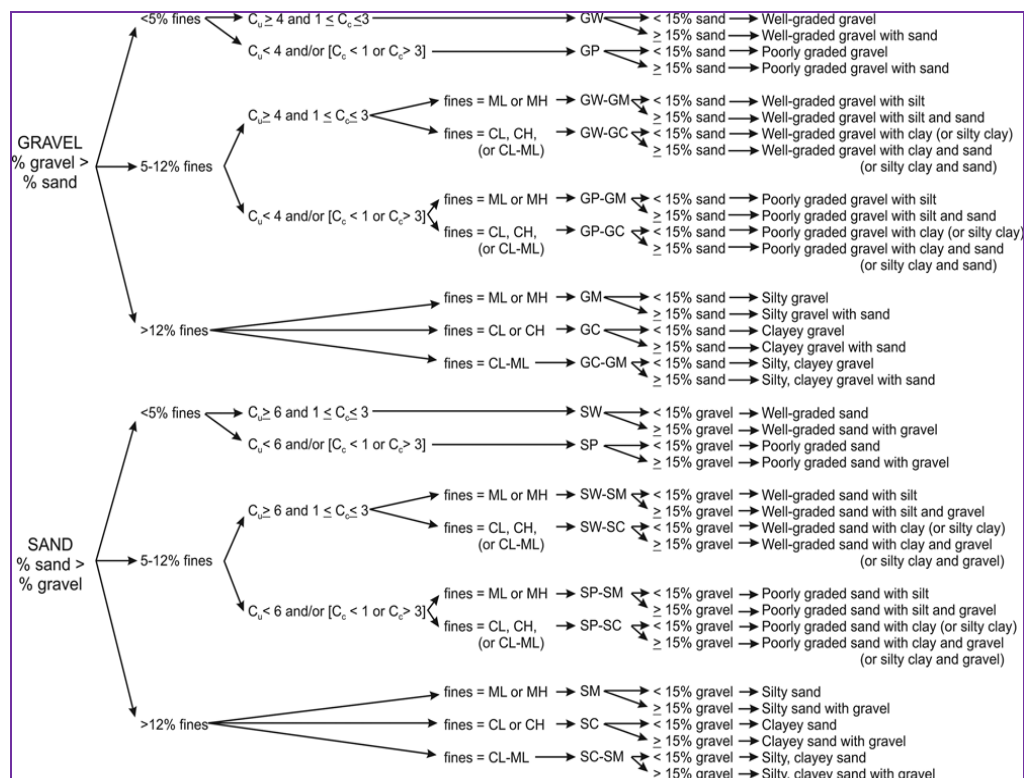 <5% fines C_u ≥ 4 and 1 ≤ C_c ≤3 GW < 15% sand Well-graded gravel
≥ 15% sand Well-graded gravel with sand
C_u< 4 and/or [C_c < 1 or C_c> 3] GP < 15% sand Poorly graded gravel
≥ 15% sand Poorly graded gravel with sand
fines = ML or MH GW-GM < 15% sand Well-graded gravel with silt
C_u≥ 4 and 1 ≤ C_c≤ 3 ≥ 15% sand Well-graded gravel with silt and sand
fines = CL, CH, GW-GC < 15% sand Well-graded gravel with clay (or silty clay)
GRAVEL (or CL-ML) ≥ 15% sand Well-graded gravel with clay and sand
% gravel > 5-12% fines (or silty clay and sand)
% sand
fines = ML or MH GP-GM < 15% sand Poorly graded gravel with silt
C_u< 4 and/or [C_c < 1 or C_c> 3] ≥ 15% sand Poorly graded gravel with silt and sand
fines = CL, CH, GP-GC < 15% sand Poorly graded gravel with clay (or silty clay)
(or CL-ML) ≥ 15% sand Poorly graded gravel with clay and sand
(or silty clay and sand)
fines = ML or MH GM < 15% sand Silty gravel
≥ 15% sand Silty gravel with sand
>12% fines fines = CL or CH GC < 15% sand Clayey gravel
≥ 15% sand Clayey gravel with sand
fines = CL-ML GC-GM < 15% sand Silty, clayey gravel
≥ 15% sand Silty, clayey gravel with sand
<5% fines C_u≥ 6 and 1 ≤ C_c≤ 3 SW < 15% gravel Well-graded sand
≥ 15% gravel Well-graded sand with gravel
C_u< 6 and/or [C_c < 1 or C_c> 3] SP < 15% gravel Poorly graded sand
≥ 15% gravel Poorly graded sand with gravel
fines = ML or MH SW-SM < 15% gravel Well-graded sand with silt
C_u≥ 6 and 1 ≤ C_c≤ 3 ≥ 15% gravel Well-graded sand with silt and gravel
fines = CL, CH, SW-SC < 15% gravel Well-graded sand with clay (or silty clay)
SAND (or CL-ML) ≥ 15% gravel Well-graded sand with clay and gravel
% sand > 5-12% fines (or silty clay and gravel)
% gravel
fines = ML or MH SP-SM < 15% gravel Poorly graded sand with silt
C_u< 6 and/or [C_c < 1 or C_c> 3] ≥ 15% gravel Poorly graded sand with silt and gravel
fines = CL, CH, SP-SC < 15% gravel Poorly graded sand with clay (or silty clay)
(or CL-ML) ≥ 15% gravel Poorly graded sand with clay and gravel
(or silty clay and gravel)
fines = ML or MH SM < 15% gravel Silty sand
≥ 15% gravel Silty sand with gravel
>12% fines fines = CL or CH SC < 15% gravel Clayey sand
≥ 15% gravel Clayey sand with gravel
fines = CL-ML SC-SM < 15% gravel Silty, clayey sand
≥ 15% gravel Silty, clayey sand with gravel